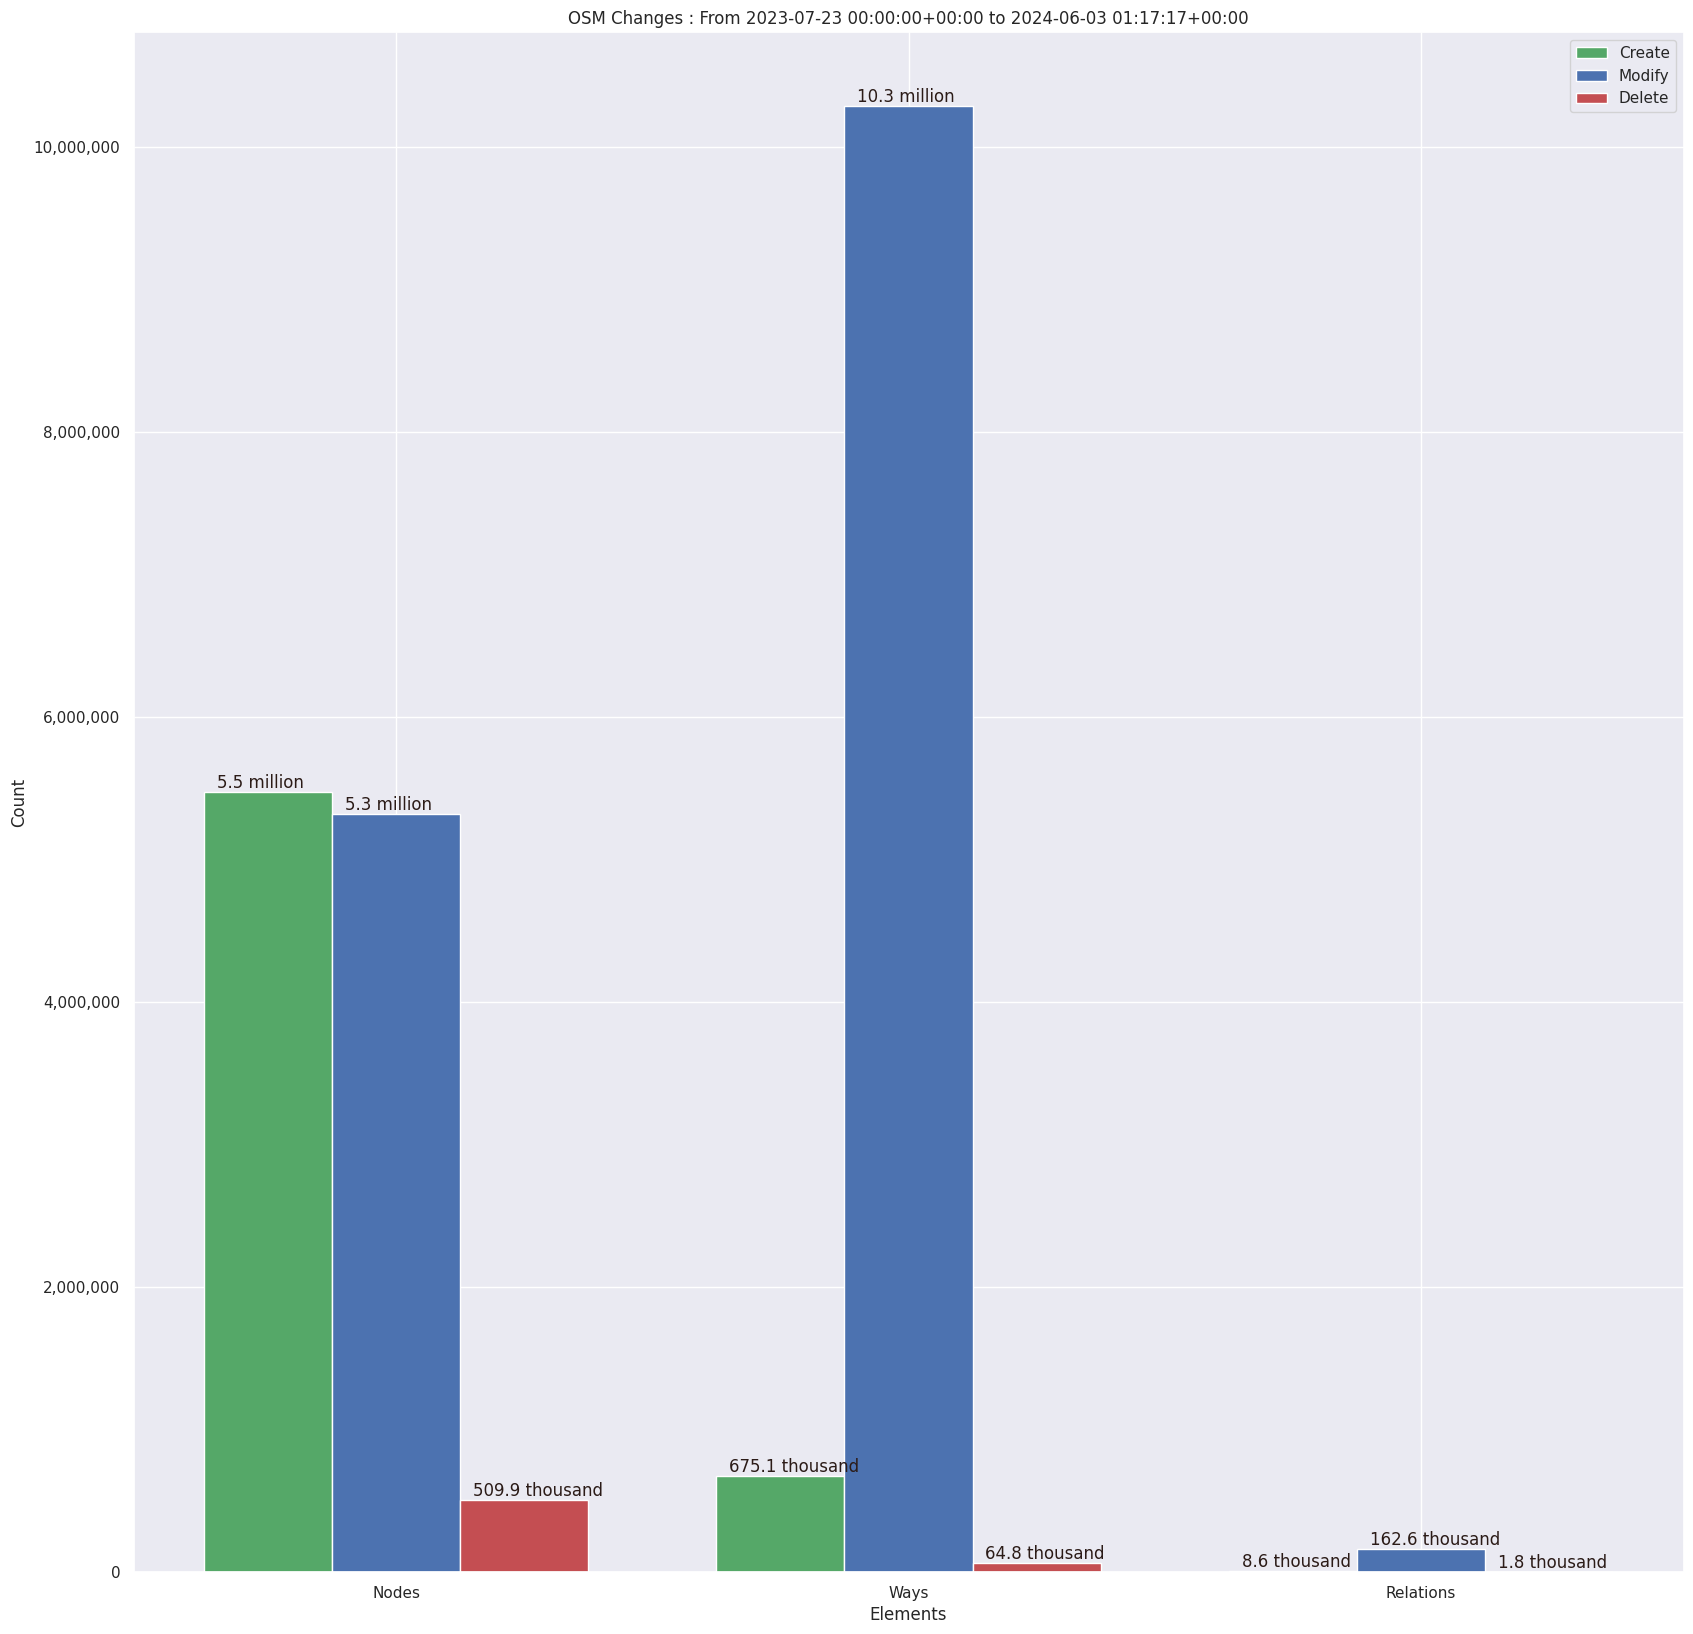 OSM Changes : From 2023-07-23 00:00:00+00:00 to 2024-06-03 01:17:17+00:00
Create
Modify
Delete
10.3 million
10,000,000
8,000,000
6,000,000
5.5 million
5.3 million
Count
4,000,000
2,000,000
675.1 thousand
509.9 thousand
162.6 thousand
64.8 thousand
8.6 thousand
1.8 thousand
0
Nodes
Ways
Relations
Elements